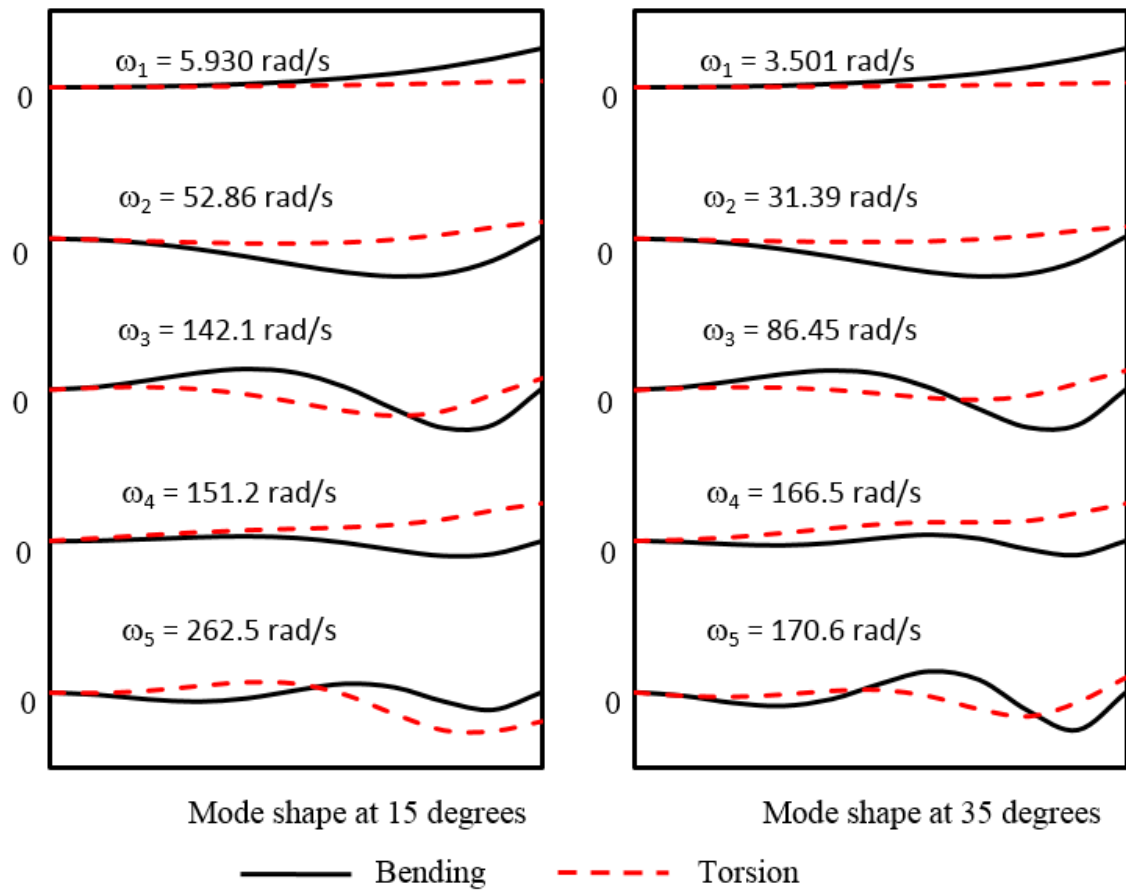 ω1 = 5.930 rad/s
0
ω2 = 52.86 rad/s
0
ω3 = 142.1 rad/s
0
ω4 = 151.2 rad/s
0
ω5 = 262.5 rad/s
0
Mode shape at 15 degrees
ω1 = 3.501 rad/s
0
ω2 = 31.39 rad/s
0
ω3 = 86.45 rad/s
0
ω4 = 166.5 rad/s
0
ω5 = 170.6 rad/s
0
Mode shape at 35 degrees
Bending
Torsion